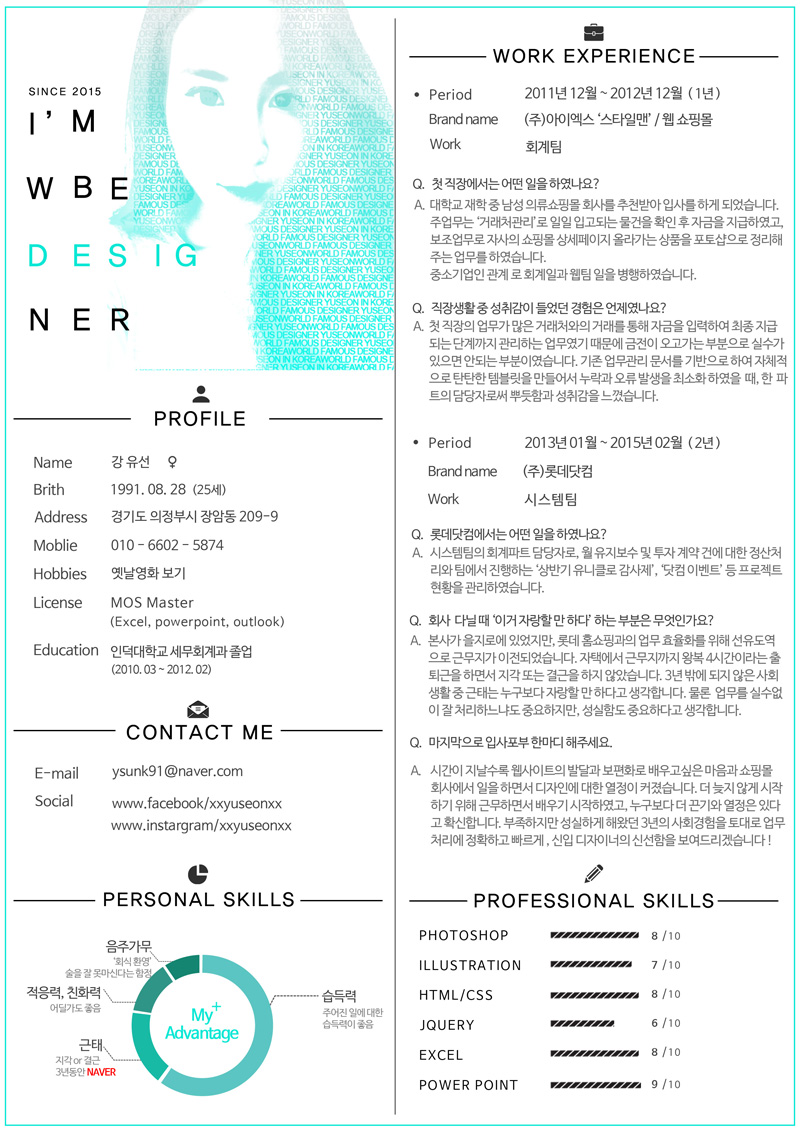 SINCE 2015
I'M
WBE
DESIG
NER
PROFILE
Name 강 유선 ♀
Brith 1991. 08. 28 (25세)
Address 경기도 의정부시 장암동 209-9
Moblie 010 - 6602 - 5874
Hobbies 옛날영화 보기
License MOS Master
(Excel, powerpoint, outlook)
Education 인덕대학교 세무회계과 졸업
(2010. 03 ~ 2012. 02)
CONTACT ME
E-mail ysunk91@naver.com
Social www.facebook/xxyuseonxx
www.instargram/xxyuseonxx
PERSONAL SKILLS
음주가무
'회식 환영'
술을 잘 못마신다는 함정
적응력, 친화력
어딜가도 좋음
근태
지각 or 결근
3년동안 NAVER
My+
Advantage
습득력
주어진 일에 대한
습득력이 좋음
WORK EXPERIENCE
• Period 2011년 12월 ~ 2012년 12월 ( 1년 )
Brand name (주)아이엑스 '스타일맨' / 웹 쇼핑몰
Work 회계팀
Q. 첫 직장에서는 어떤 일을 하였나요?
A. 대학교 재학 중 남성 의류쇼핑몰 회사를 추천받아 입사를 하게 되었습니다.
주업무는 '거래처관리'로 일일 입고되는 물건을 확인 후 자금을 지급하였고,
보조업무로 자사의 쇼핑몰 상세페이지 올라가는 상품을 포토샵으로 정리해
주는 업무를 하였습니다.
중소기업인 관계 로 회계일과 웹팀 일을 병행하였습니다.
Q. 직장생활 중 성취감이 들었던 경험은 언제였나요?
A. 첫 직장의 업무가 많은 거래처와의 거래를 통해 자금을 입력하여 최종 지급
되는 단계까지 관리하는 업무였기 때문에 금전이 오고가는 부분으로 실수가
있으면 안되는 부분이였습니다. 기존 업무관리 문서를 기반으로 하여 자체적
으로 탄탄한 템블릿을 만들어서 누락과 오류 발생을 최소화 하였을 때, 한 파
트의 담당자로써 뿌듯함과 성취감을 느꼈습니다.
• Period 2013년 01월 ~ 2015년 02월 ( 2년 )
Brand name (주)롯데닷컴
Work 시스템팀
Q. 롯데닷컴에서는 어떤 일을 하였나요?
A. 시스템팀의 회계파트 담당자로, 월 유지보수 및 투자 계약 건에 대한 정산처
리와 팀에서 진행하는 '상반기 유니클로 감사제', '닷컴 이벤트' 등 프로젝트
현황을 관리하였습니다.
Q. 회사 다닐 때 '이거 자랑할 만 하다' 하는 부분은 무엇인가요?
A. 본사가 을지로에 있었지만, 롯데 홈쇼핑과의 업무 효율화를 위해 선유도역
으로 근무지가 이전되었습니다. 자택에서 근무지까지 왕복 4시간이라는 출
퇴근을 하면서 지각 또는 결근을 하지 않았습니다. 3년 밖에 되지 않은 사회
생활 중 근태는 누구보다 자랑할 만 하다고 생각합니다. 물론 업무를 실수없
이 잘 처리하느냐도 중요하지만, 성실함도 중요하다고 생각합니다.
Q. 마지막으로 입사포부 한마디 해주세요.
A. 시간이 지날수록 웹사이트의 발달과 보편화로 배우고싶은 마음과 쇼핑몰
회사에서 일을 하면서 디자인에 대한 열정이 커졌습니다. 더 늦지 않게 시작
하기 위해 근무하면서 배우기 시작하였고, 누구보다 더 끈기와 열정은 있다
고 확신합니다. 부족하지만 성실하게 해왔던 3년의 사회경험을 토대로 업무
처리에 정확하고 빠르게 , 신입 디자이너의 신선함을 보여드리겠습니다 !
PROFESSIONAL SKILLS
PHOTOSHOP 8 /10
ILLUSTRATION 7 /10
HTML/CSS 8 /10
JQUERY 6 /10
EXCEL 8 /10
POWER POINT 9 /10